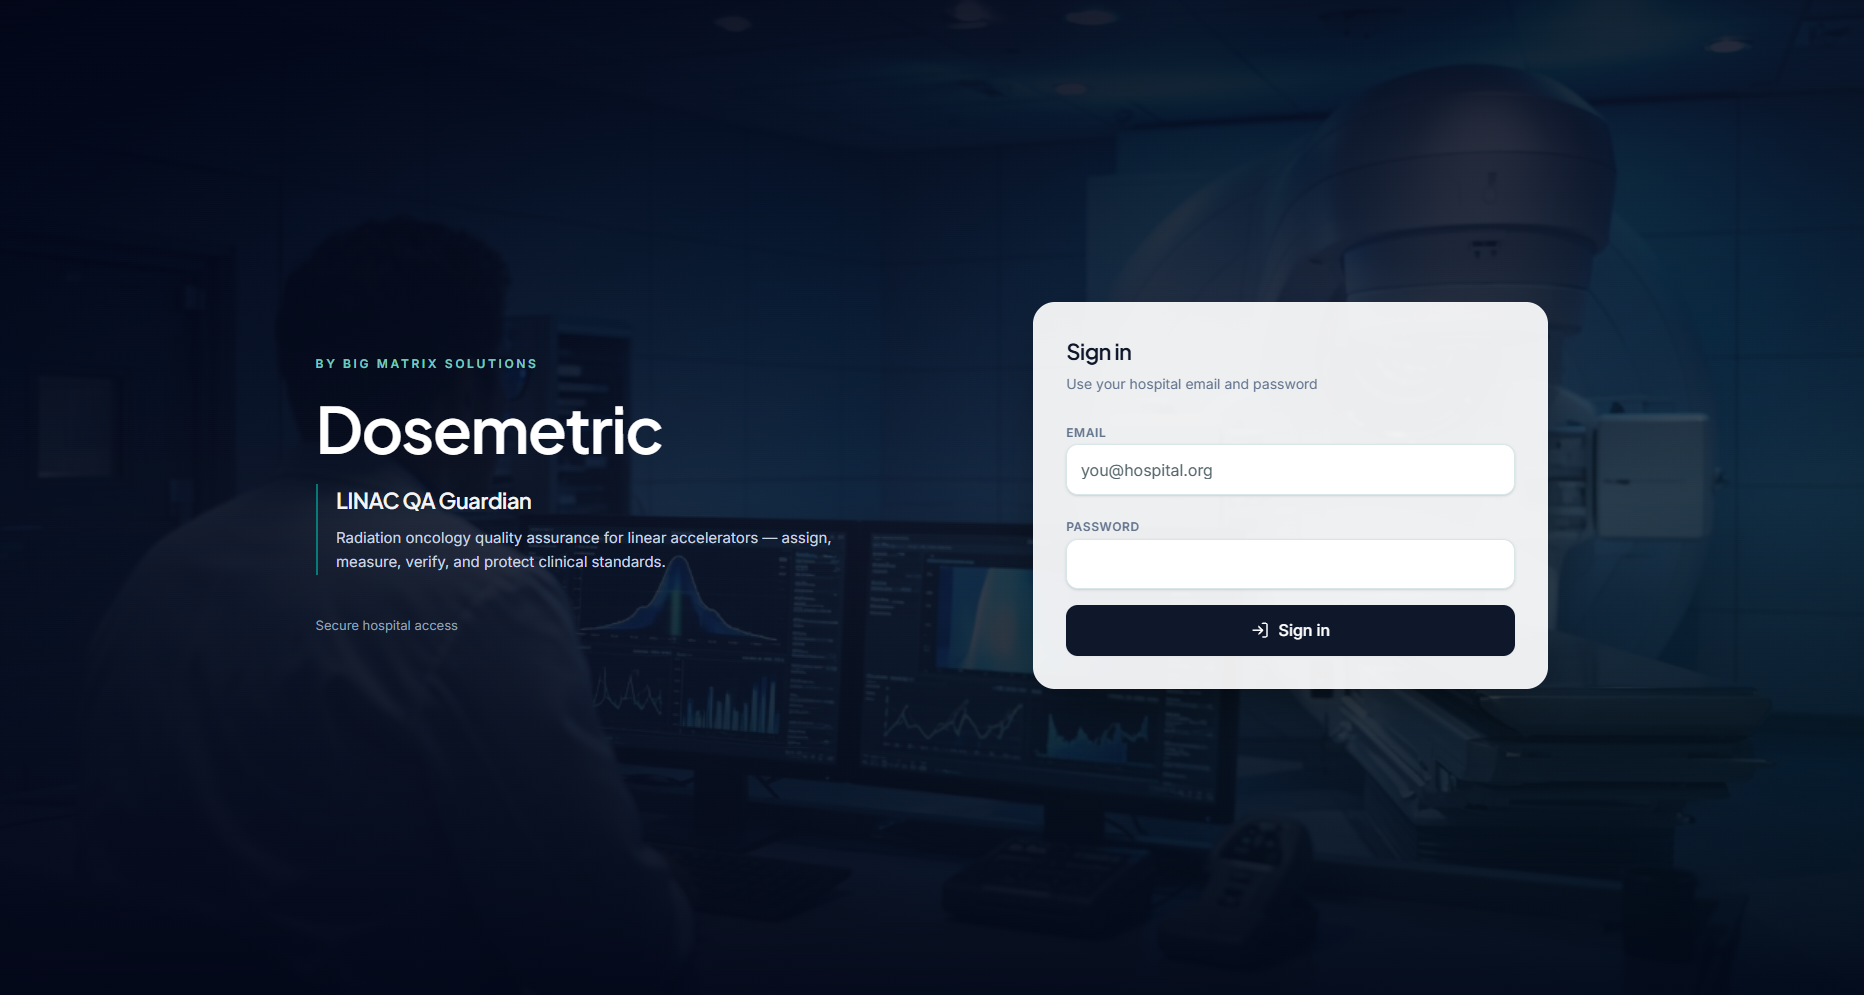 BY BIG MATRIX SOLUTIONS
Dosemetric
LINAC QA Guardian
Radiation oncology quality assurance for linear accelerators — assign,
measure, verify, and protect clinical standards.
Secure hospital access
Sign in
Use your hospital email and password
EMAIL
you@hospital.org
PASSWORD
Sign in